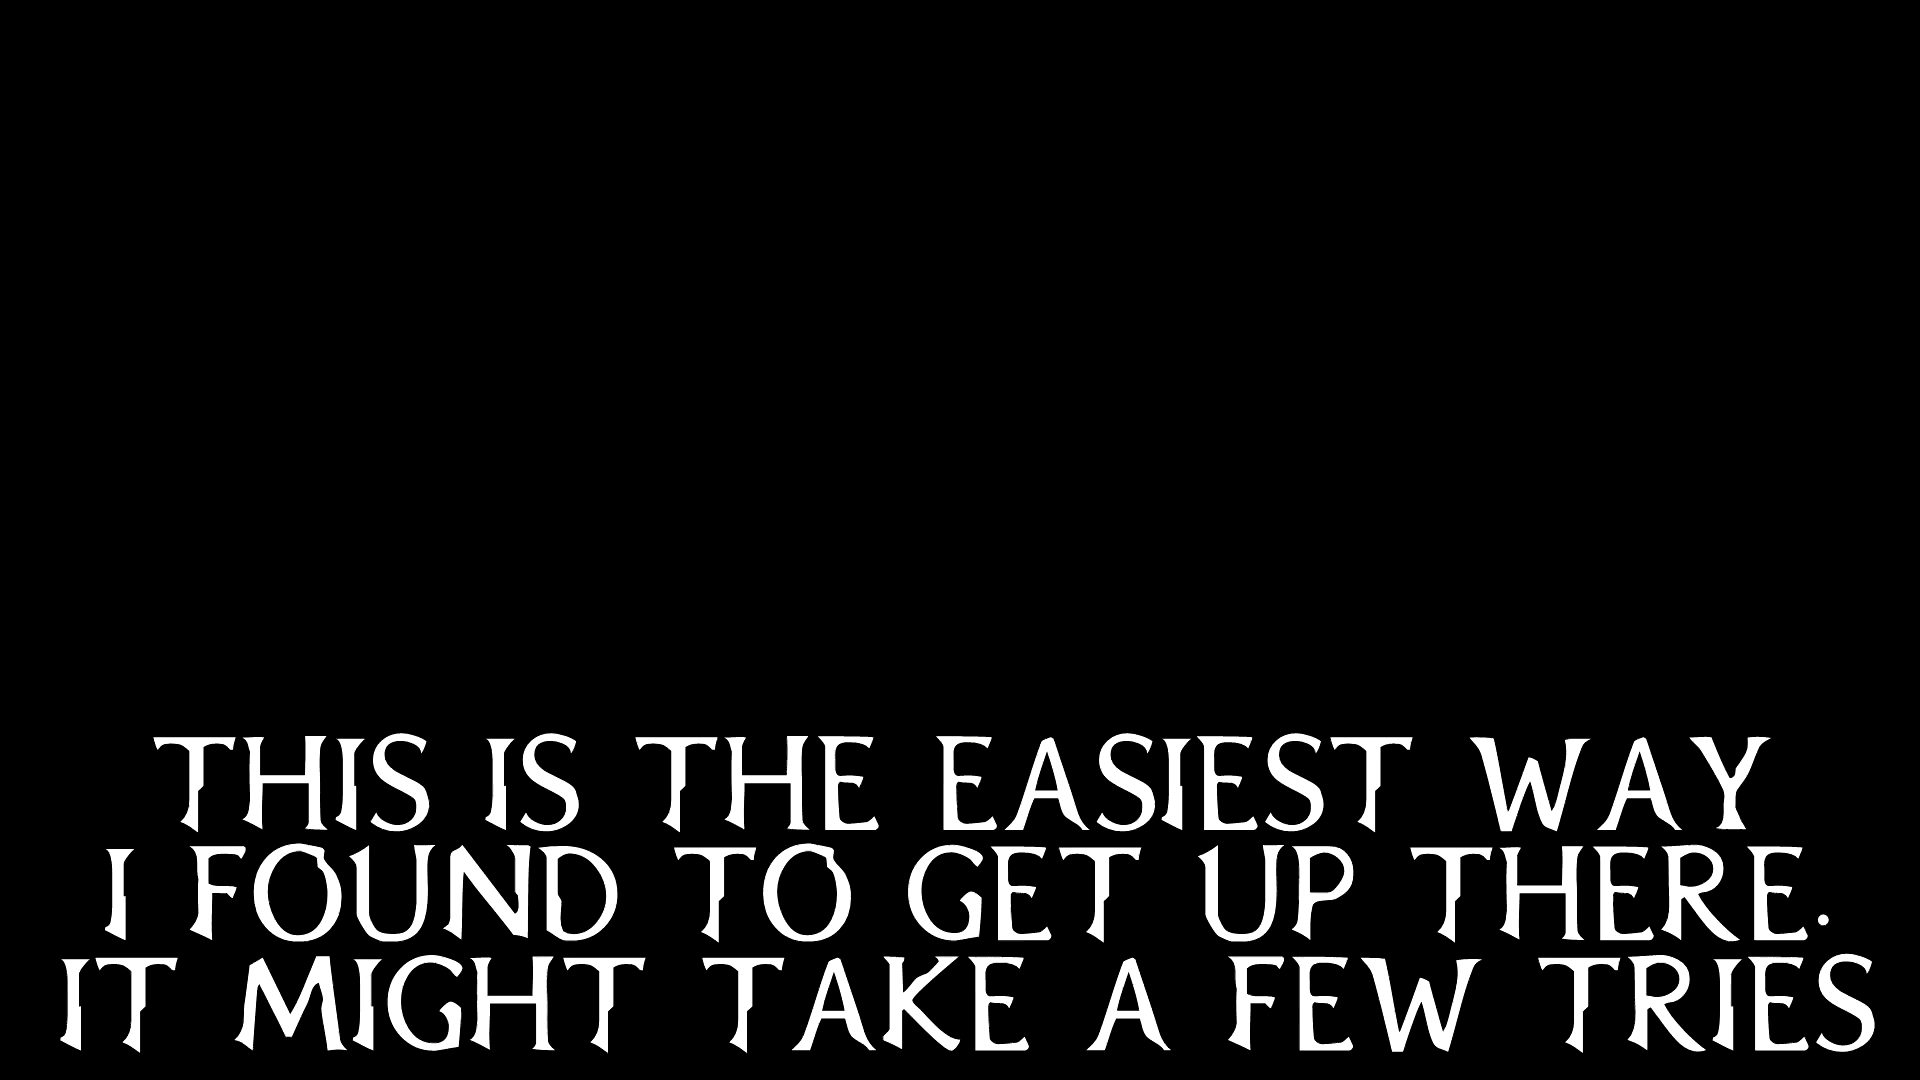 THIS IS THE EASIEST WAY
I FOUND TO GET UP THERE.
IT MIGHT TAKE A FEW TRIES